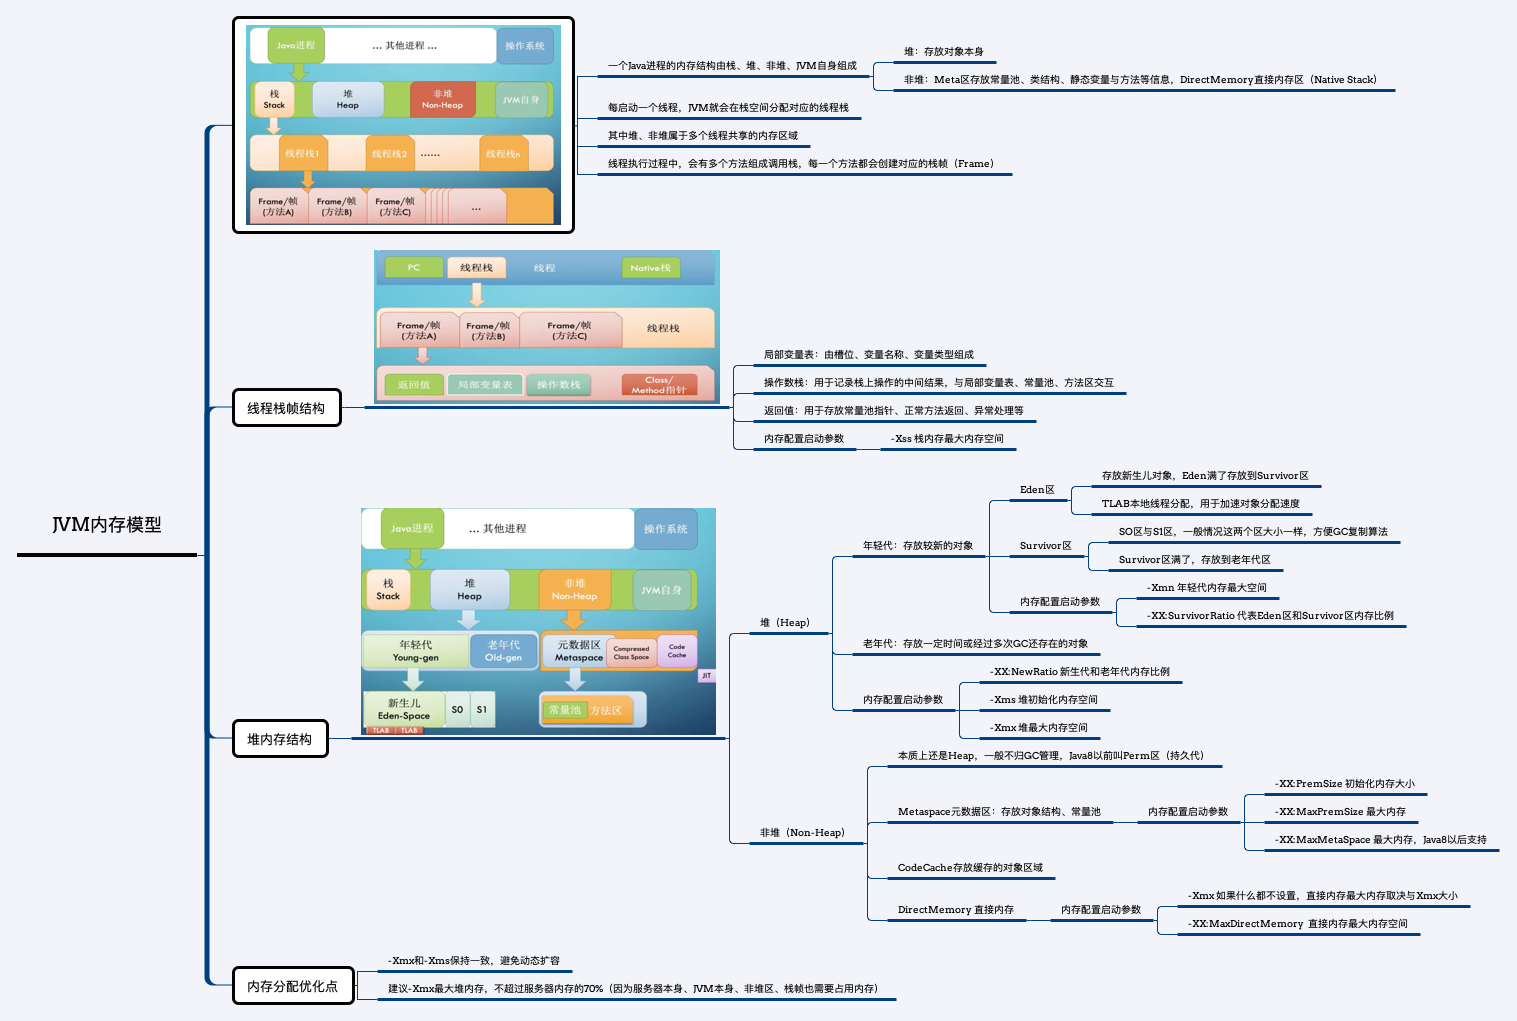 JVM内存模型
Java进程
... 其他进程 ...
操作系统
栈
Stack
堆
Heap
非堆
Non-Heap
JVM自身
线程栈1
线程栈2
......
线程栈n
Frame/帧
(方法A)
Frame/帧
(方法B)
Frame/帧
(方法C)
...
一个Java进程的内存结构由栈、堆、非堆、JVM自身组成
堆：存放对象本身
非堆：Meta区存放常量池、类结构、静态变量与方法等信息，DirectMemory直接内存区（Native Stack）
每启动一个线程，JVM就会在栈空间分配对应的线程栈
其中堆、非堆属于多个线程共享的内存区域
线程执行过程中，会有多个方法组成调用栈，每一个方法都会创建对应的栈帧（Frame）
线程栈帧结构
PC
线程栈
线程
Native栈
Frame/帧
(方法A)
Frame/帧
(方法B)
Frame/帧
(方法C)
线程栈
返回值
局部变量表
操作数栈
Class/
Method指针
局部变量表：由槽位、变量名称、变量类型组成
操作数栈：用于记录栈上操作的中间结果，与局部变量表、常量池、方法区交互
返回值：用于存放常量池指针、正常方法返回、异常处理等
内存配置启动参数
-Xss 栈内存最大内存空间
堆内存结构
Java进程
... 其他进程
操作系统
栈
Stack
堆
Heap
非堆
Non-Heap
JVM自身
年轻代
Young-gen
老年代
Old-gen
元数据区
Metaspace
Compressed
Class Space
Code
Cache
JIT
新生儿
Eden-Space
S0
S1
TLAB
TLAB
常量池
方法区
堆（Heap）
年轻代：存放较新的对象
Eden区
存放新生儿对象，Eden满了存放到Survivor区
TLAB本地线程分配，用于加速对象分配速度
Survivor区
SO区与S1区，一般情况这两个区大小一样，方便GC复制算法
Survivor区满了，存放到老年代区
内存配置启动参数
-Xmn 年轻代内存最大空间
-XX:SurvivorRatio 代表Eden区和Survivor区内存比例
老年代：存放一定时间或经过多次GC还存在的对象
内存配置启动参数
-XX:NewRatio 新生代和老年代内存比例
-Xms 堆初始化内存空间
-Xmx 堆最大内存空间
非堆（Non-Heap）
本质上还是Heap，一般不归GC管理，Java8以前叫Perm区（持久代）
Metaspace元数据区：存放对象结构、常量池
内存配置启动参数
-XX:PremSize 初始化内存大小
-XX:MaxPremSize 最大内存
-XX:MaxMetaSpace 最大内存，Java8以后支持
CodeCache存放缓存的对象区域
DirectMemory 直接内存
内存配置启动参数
-Xmx 如果什么都不设置，直接内存最大内存取决与Xmx大小
-XX:MaxDirectMemory 直接内存最大内存空间
内存分配优化点
-Xmx和-Xms保持一致，避免动态扩容
建议-Xmx最大堆内存，不超过服务器内存的70%（因为服务器本身、JVM本身、非堆区、栈帧也需要占用内存）